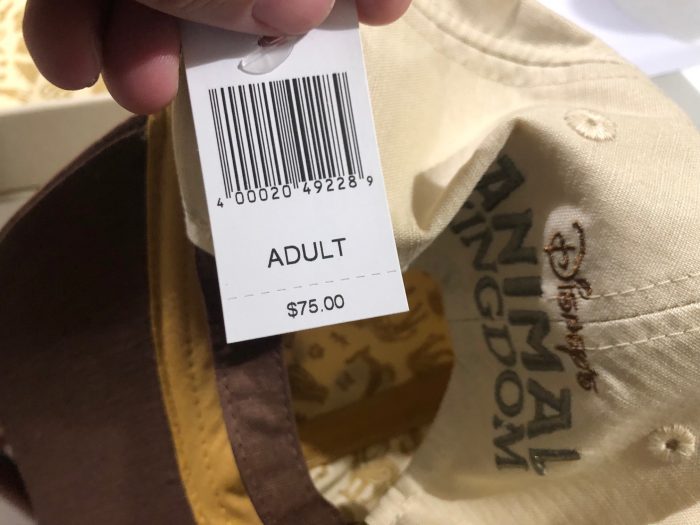 4 00020 49228 9
ADULT
$75.00
Disney's
ANIMAL
KINGDOM